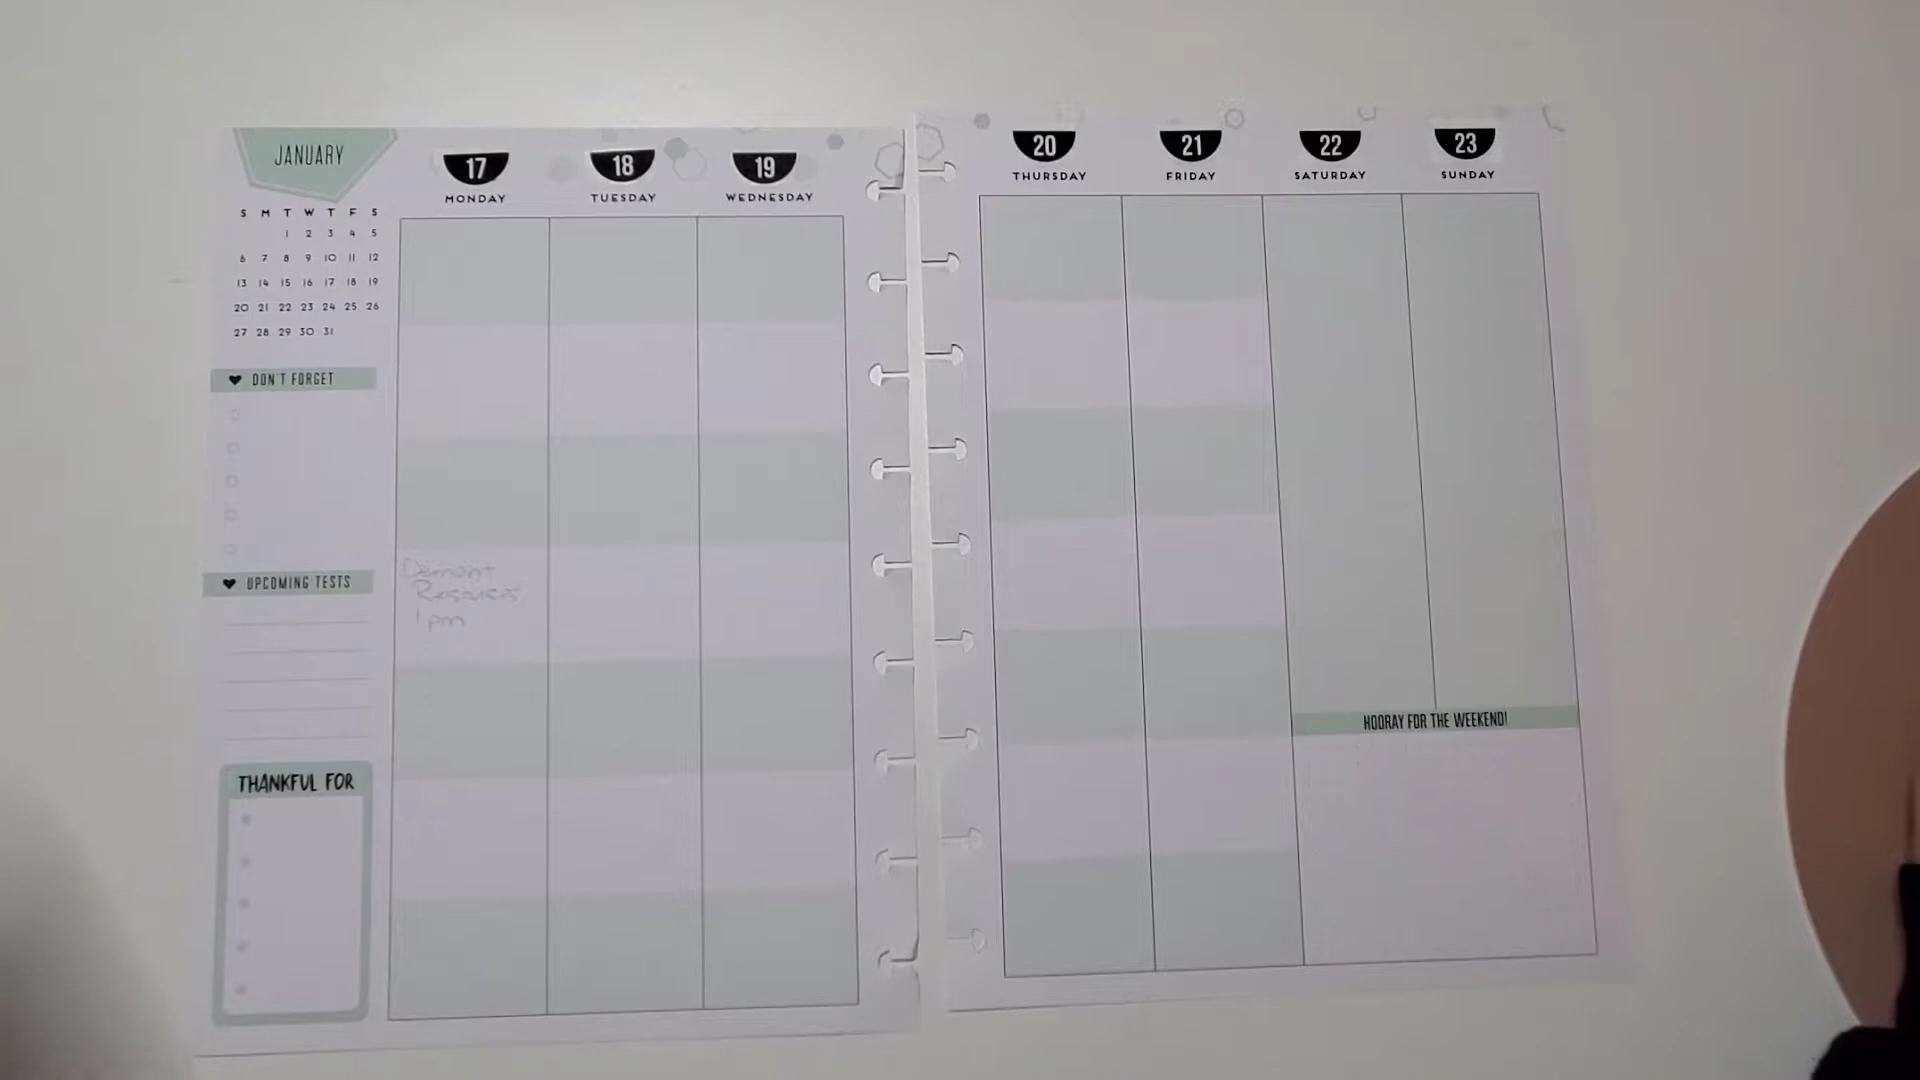 JANUARY
S M T W T F S
1 2 3 4 5
6 7 8 9 10 11 12
13 14 15 16 17 18 19
20 21 22 23 24 25 26
27 28 29 30 31
DON'T FORGET
UPCOMING TESTS
THANKFUL FOR
17 18 19
MONDAY TUESDAY WEDNESDAY
1pm
20 21 22 23
THURSDAY FRIDAY SATURDAY SUNDAY
HOORAY FOR THE WEEKEND!